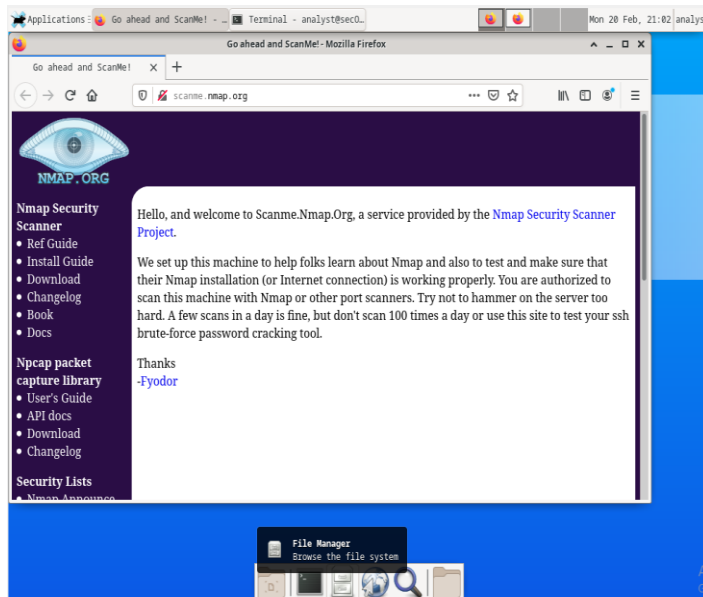 Applications
Go ahead and ScanMe! - …
Terminal - analyst@secO…
Mon 20 Feb, 21:02
analys
Go ahead and ScanMe! - Mozilla Firefox
Go ahead and ScanMe!
scanme.nmap.org
NMAP.ORG
Nmap Security
Scanner
• Ref Guide
• Install Guide
• Download
• Changelog
• Book
• Docs
Npcap packet
capture library
• User's Guide
• API docs
• Download
• Changelog
Security Lists
• Nmap Announce
Hello, and welcome to Scanme.Nmap.Org, a service provided by the Nmap Security Scanner
Project.
We set up this machine to help folks learn about Nmap and also to test and make sure that
their Nmap installation (or Internet connection) is working properly. You are authorized to
scan this machine with Nmap or other port scanners. Try not to hammer on the server too
hard. A few scans in a day is fine, but don't scan 100 times a day or use this site to test your ssh
brute-force password cracking tool.
Thanks
-Fyodor
File Manager
Browse the file system